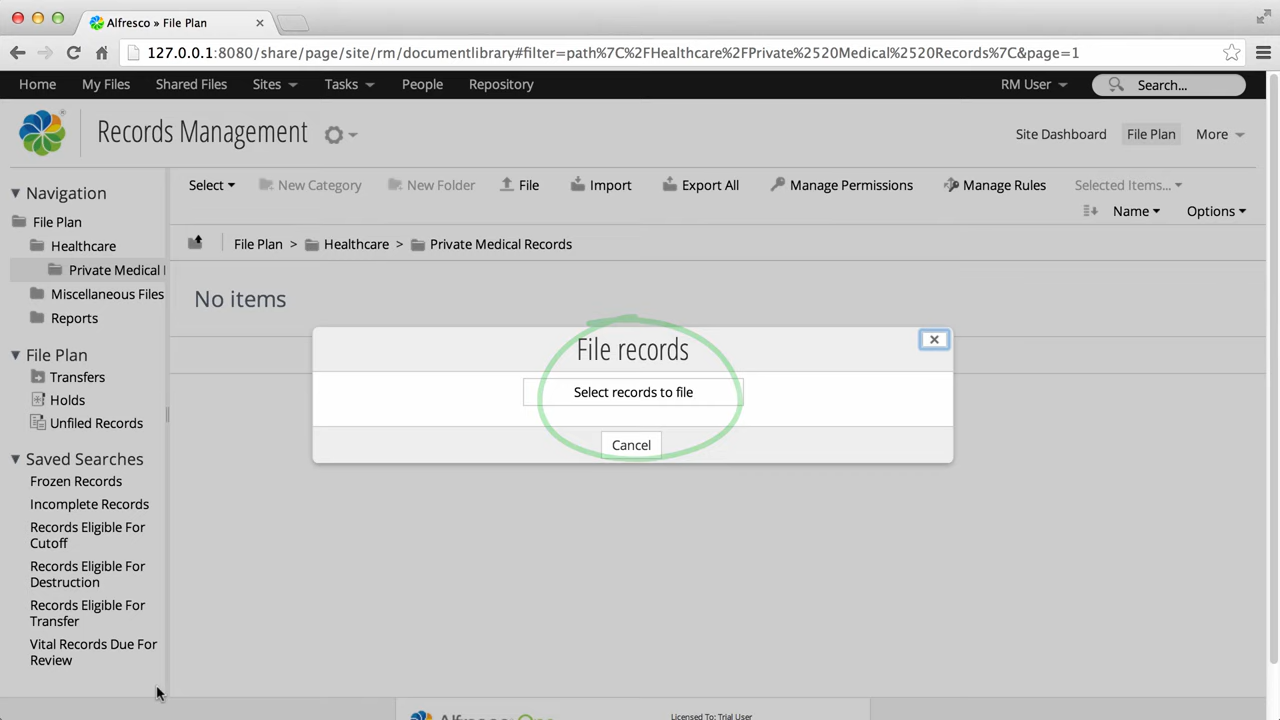 Alfresco » File Plan
127.0.0.1:8080/share/page/site/rm/documentlibrary#filter=path%7C%2FHealthcare%2FPrivate%2520Medical%2520Records%7C&page=1
Home My Files Shared Files Sites Tasks People Repository RM User Search...
Records Management Site Dashboard File Plan More
Navigation
File Plan
Healthcare
Private Medical
Miscellaneous Files
Reports
File Plan
Transfers
Holds
Unfiled Records
Saved Searches
Frozen Records
Incomplete Records
Records Eligible For
Cutoff
Records Eligible For
Destruction
Records Eligible For
Transfer
Vital Records Due For
Review
Select New Category New Folder File Import Export All Manage Permissions Manage Rules Selected Items...
Name Options
File Plan > Healthcare > Private Medical Records
No items
File records
Select records to file
Cancel
Alfresco One
Licensed To: Trial User